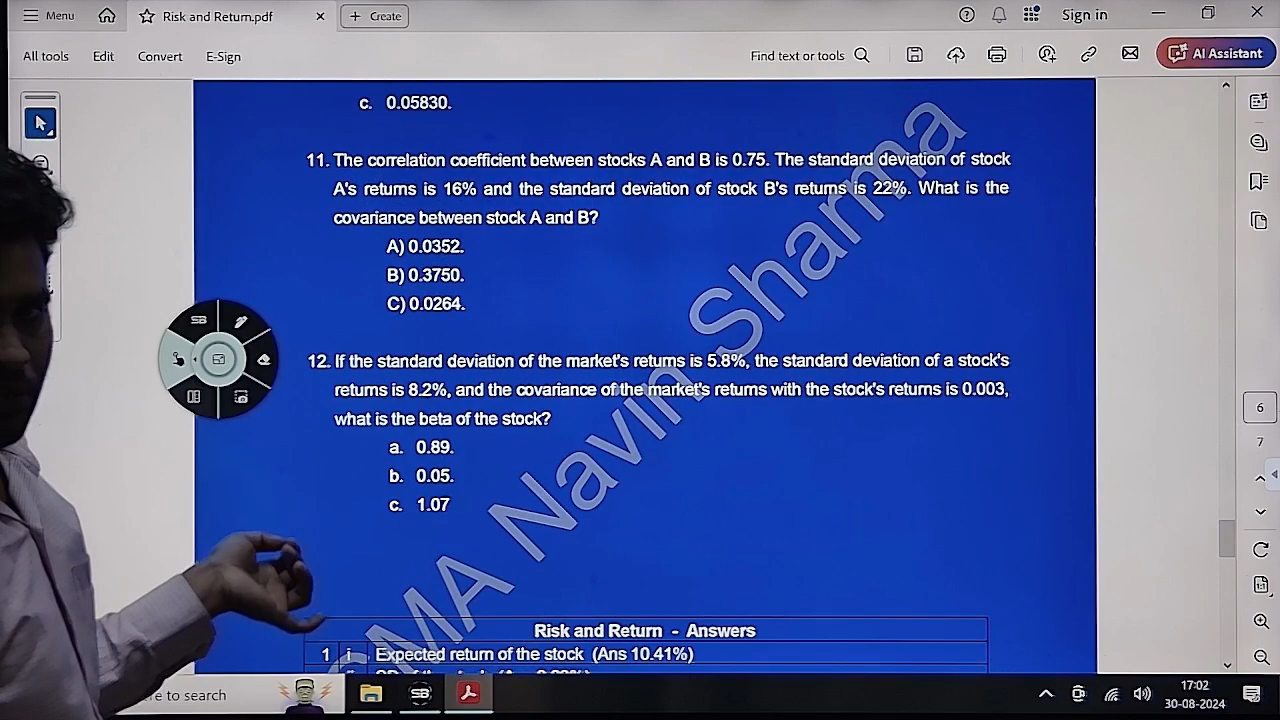 Menu
Risk and Return.pdf
Create
Sign in
All tools
Edit
Convert
E-Sign
Find text or tools
AI Assistant
c. 0.05830.
11. The correlation coefficient between stocks A and B is 0.75. The standard deviation of stock
A's returns is 16% and the standard deviation of stock B's returns is 22%. What is the
covariance between stock A and B?
A) 0.0352.
B) 0.3750.
C) 0.0264.
SB
12. If the standard deviation of the market's returns is 5.8%, the standard deviation of a stock's
returns is 8.2%, and the covariance of the market's returns with the stock's returns is 0.003,
what is the beta of the stock?
a. 0.89.
b. 0.05.
c. 1.07
MA Navin Sharma
6
7
Risk and Return - Answers
1 i Expected return of the stock (Ans 10.41%)
re to search
SB
17:02
30-08-2024